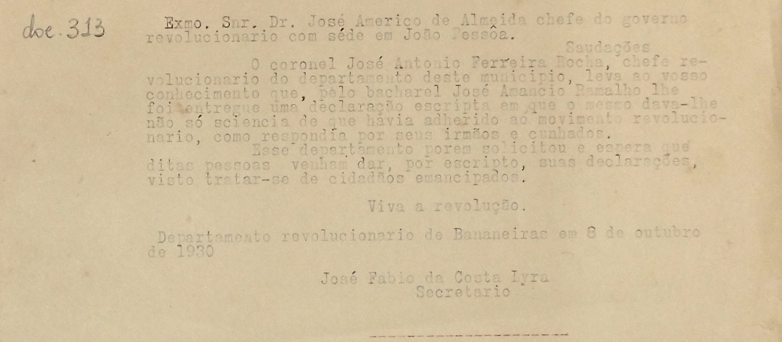 doc. 313
Exmo. Snr. Dr. José Americo de Almeida chefe do governo
revolucionario com séde em João Pessôa.
Saudações
O coronel José Antonio Ferreira Rocha, chefe re-
volucionario do departamento deste municipio, leva ao vosso
conhecimento que, pelo bacharel José Amancio Ramalho lhe
foi entregue uma declaração escripta em que o mesmo dava-lhe
não só sciencia de que hávia adherido ao movimento revolucio-
nario, como respondia por seus irmãos e cunhados.
Esse departamento porem solicitou e espera que
ditas pessoas venham dar, por escripto, suas declarações,
visto tratar-se de cidadãos emancipados.
Viva a revolução.
Departamento revolucionario de Bananeiras em 8 de outubro
de 1930
José Fabio da Costa Lyra
Secretario